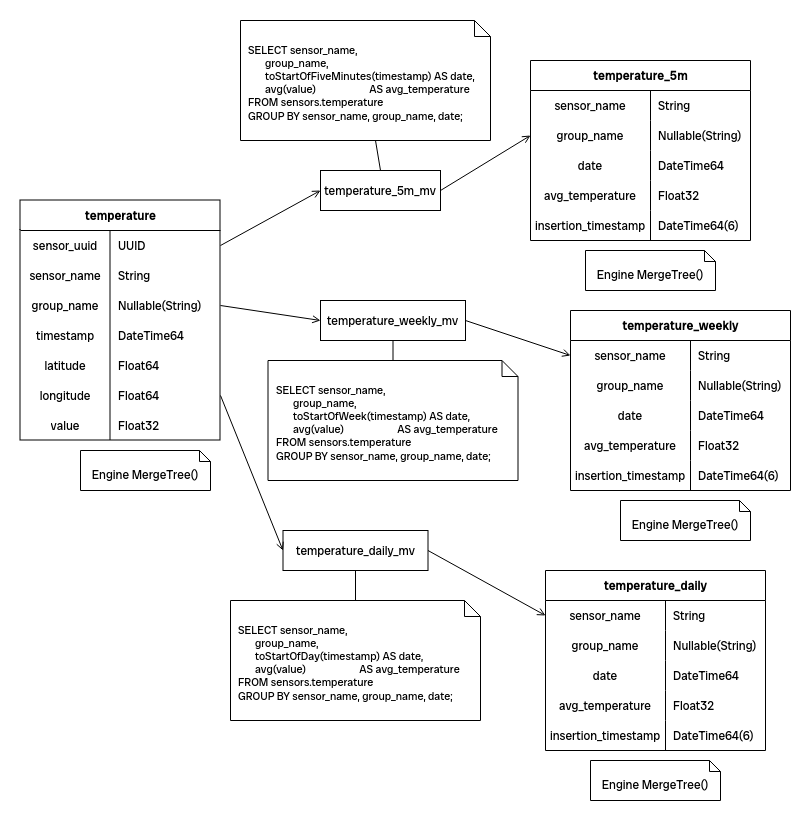 SELECT sensor_name,
group_name,
toStartOfFiveMinutes(timestamp) AS date,
avg(value) AS avg_temperature
FROM sensors.temperature
GROUP BY sensor_name, group_name, date;
temperature_5m
sensor_name String
group_name Nullable(String)
date DateTime64
avg_temperature Float32
insertion_timestamp DateTime64(6)
Engine MergeTree()
temperature_5m_mv
temperature
sensor_uuid UUID
sensor_name String
group_name Nullable(String)
timestamp DateTime64
latitude Float64
longitude Float64
value Float32
Engine MergeTree()
temperature_weekly_mv
SELECT sensor_name,
group_name,
toStartOfWeek(timestamp) AS date,
avg(value) AS avg_temperature
FROM sensors.temperature
GROUP BY sensor_name, group_name, date;
temperature_weekly
sensor_name String
group_name Nullable(String)
date DateTime64
avg_temperature Float32
insertion_timestamp DateTime64(6)
Engine MergeTree()
temperature_daily_mv
SELECT sensor_name,
group_name,
toStartOfDay(timestamp) AS date,
avg(value) AS avg_temperature
FROM sensors.temperature
GROUP BY sensor_name, group_name, date;
temperature_daily
sensor_name String
group_name Nullable(String)
date DateTime64
avg_temperature Float32
insertion_timestamp DateTime64(6)
Engine MergeTree()